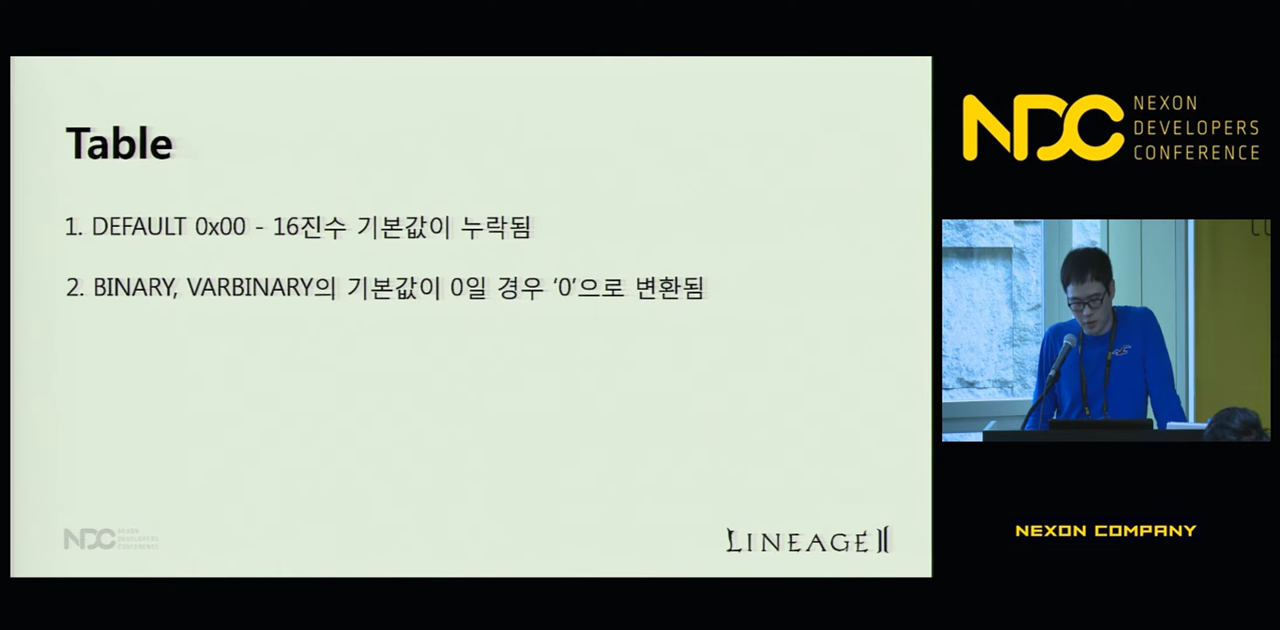 Table
1. DEFAULT 0x00 - 16진수 기본값이 누락됨
2. BINARY, VARBINARY의 기본값이 0일 경우 ‘0’으로 변환됨
NDC
LINEAGE II
NDC
NEXON
DEVELOPERS
CONFERENCE
NEXON COMPANY